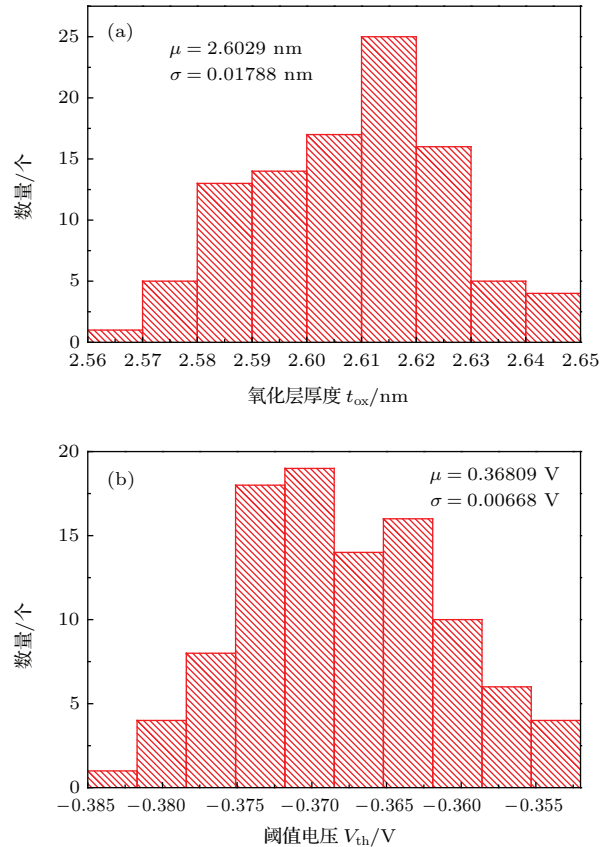 (a)
μ = 2.6029 nm
σ = 0.01788 nm
25
20
15
10
5
0
数量/个
2.56 2.57 2.58 2.59 2.60 2.61 2.62 2.63 2.64 2.65
氧化层厚度 tox/nm
(b)
μ = 0.36809 V
σ = 0.00668 V
20
15
10
5
0
数量/个
−0.385 −0.380 −0.375 −0.370 −0.365 −0.360 −0.355
阈值电压 Vth/V